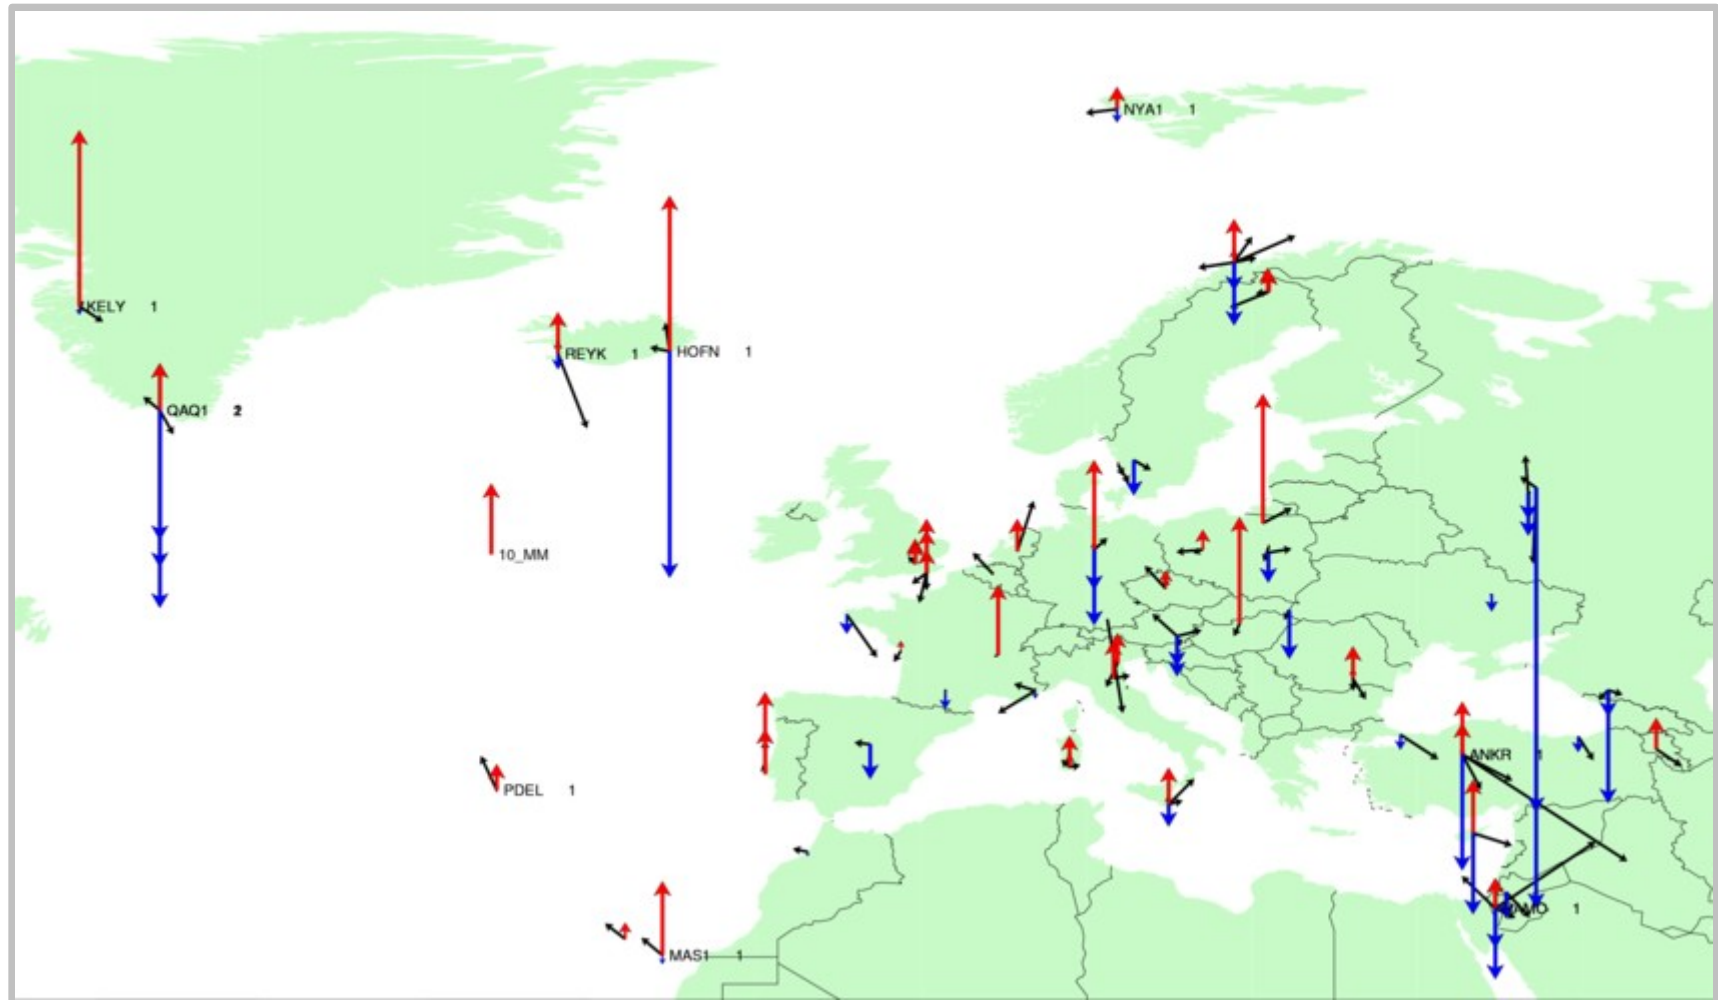 NYA1 1
KELY 1
REYK 1
HOFN 1
QAQ1 2
10_MM
ANKR 1
PDEL 1
1
MAS1 1